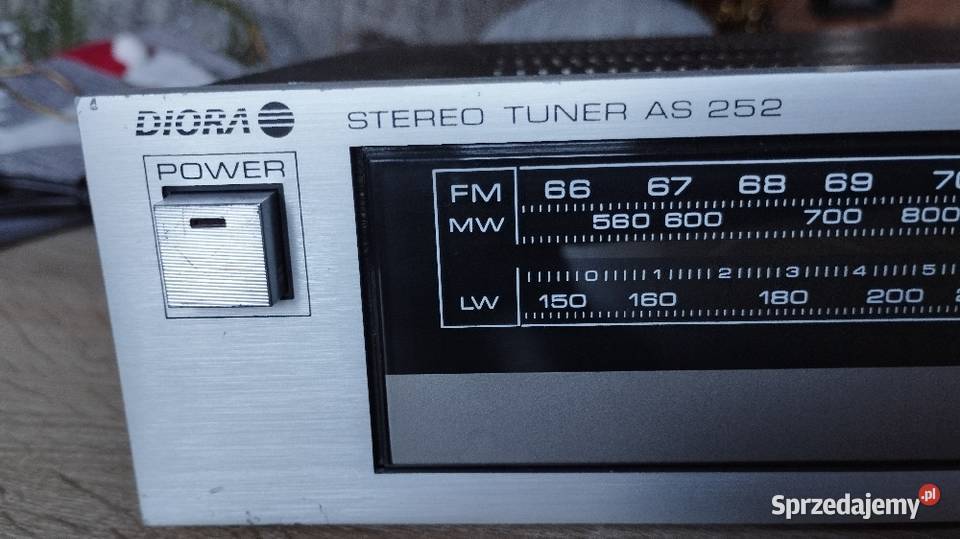 DIORA STEREO TUNER AS 252
POWER
FM 66 67 68 69
MW 560 600 700 800
0 1 2 3 4 5
LW 150 160 180 200
Sprzedajemy.pl